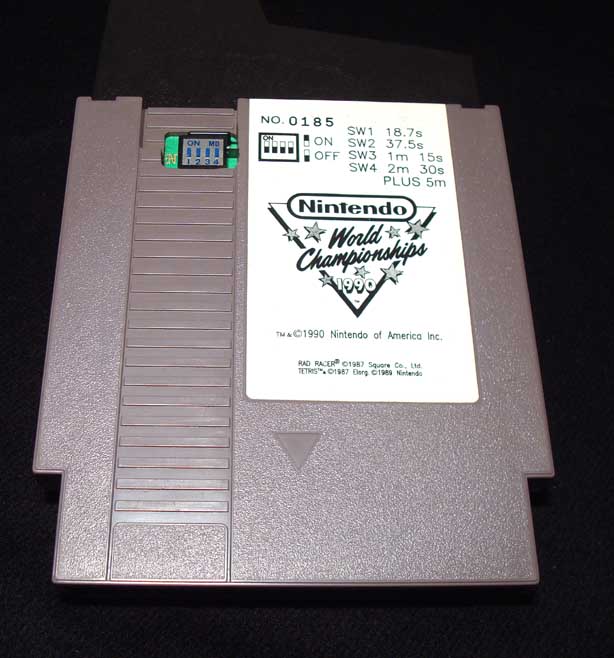 NO. 0185
ON MD
1 2 3 4
ON
ON
OFF
SW1 18.7s
SW2 37.5s
SW3 1m 15s
SW4 2m 30s
PLUS 5m
Nintendo
World
Championships
1990
TM
TM & ©1990 Nintendo of America Inc.
RAD RACER® ©1987 Square Co., Ltd.
TETRIS™& ©1987 Elorg. ©1989 Nintendo